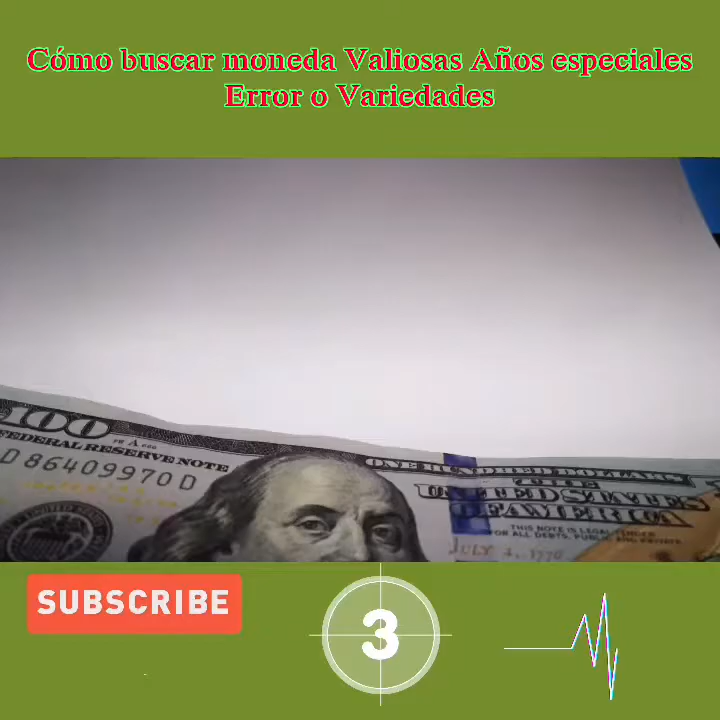 Cómo buscar moneda Valiosas Años especiales
Error o Variedades
100
FEDERAL RESERVE NOTE
D 86409970 D
ONE HUNDRED DOLLARS
THE
UNITED STATES
OF AMERICA
THIS NOTE IS LEGAL TENDER
FOR ALL DEBTS, PUBLIC AND PRIVATE
JULY 4, 1776
SUBSCRIBE
3